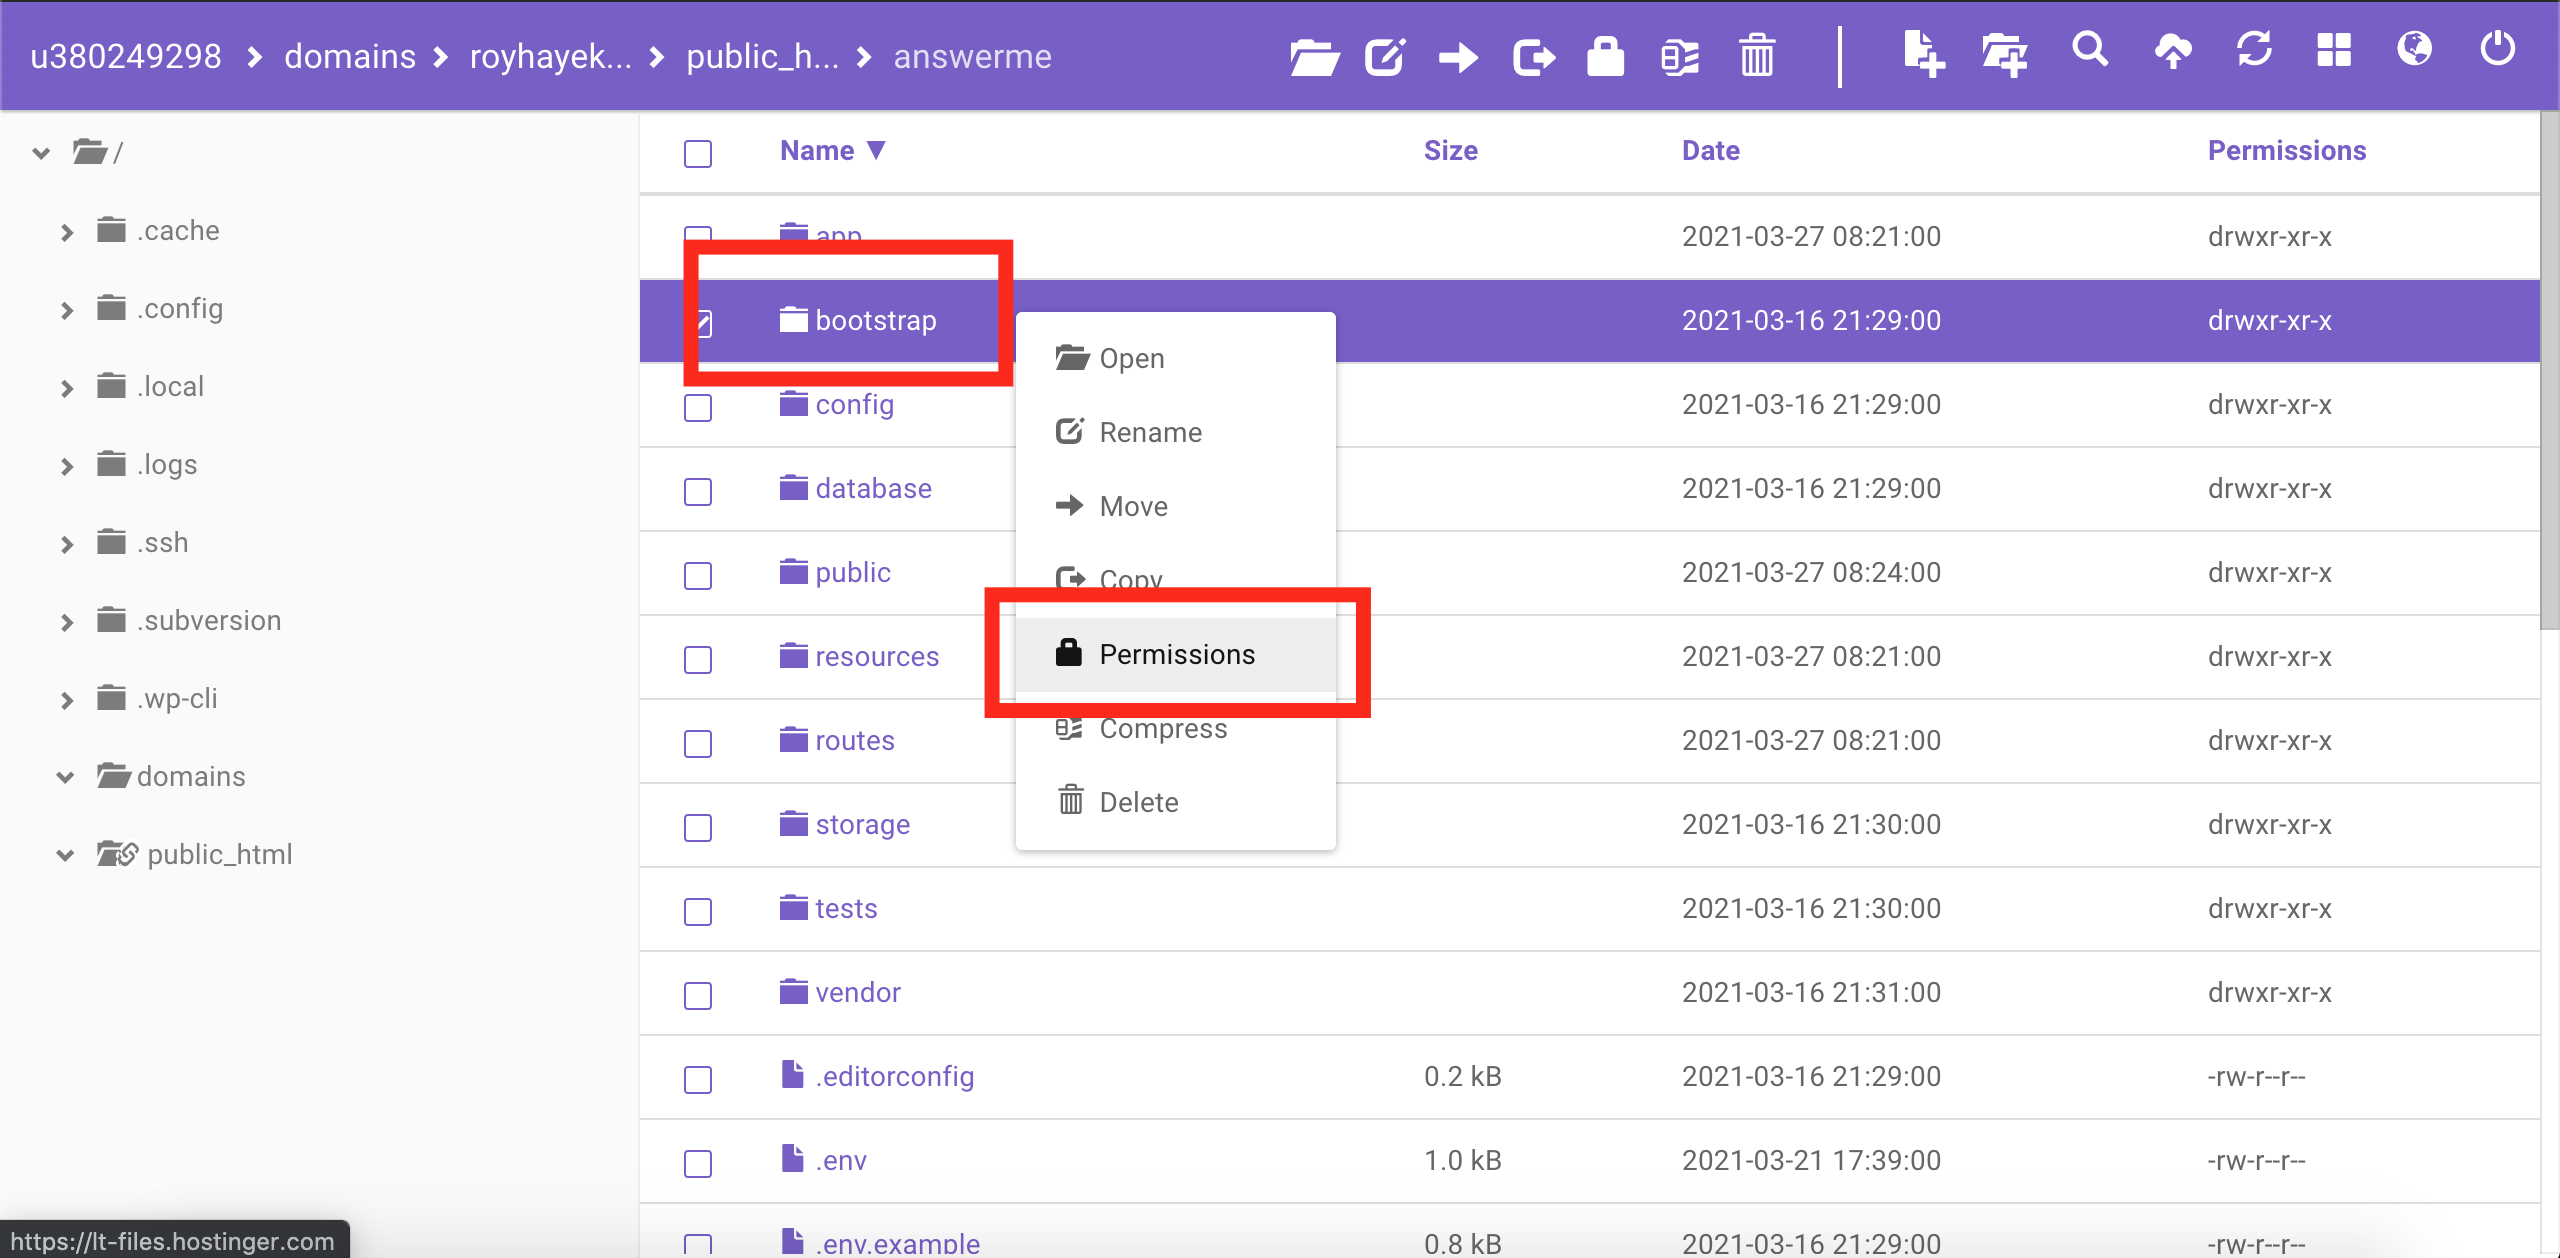 u380249298 > domains > royhayek... > public_h... > answerme
/
.cache
.config
.local
.logs
.ssh
.subversion
.wp-cli
domains
public_html
Name ▼ Size Date Permissions
app 2021-03-27 08:21:00 drwxr-xr-x
bootstrap 2021-03-16 21:29:00 drwxr-xr-x
config 2021-03-16 21:29:00 drwxr-xr-x
database 2021-03-16 21:29:00 drwxr-xr-x
public 2021-03-27 08:24:00 drwxr-xr-x
resources 2021-03-27 08:21:00 drwxr-xr-x
routes 2021-03-27 08:21:00 drwxr-xr-x
storage 2021-03-16 21:30:00 drwxr-xr-x
tests 2021-03-16 21:30:00 drwxr-xr-x
vendor 2021-03-16 21:31:00 drwxr-xr-x
.editorconfig 0.2 kB 2021-03-16 21:29:00 -rw-r--r--
.env 1.0 kB 2021-03-21 17:39:00 -rw-r--r--
.env.example 0.8 kB 2021-03-16 21:29:00 -rw-r--r--
Open
Rename
Move
Copy
Permissions
Compress
Delete
https://lt-files.hostinger.com